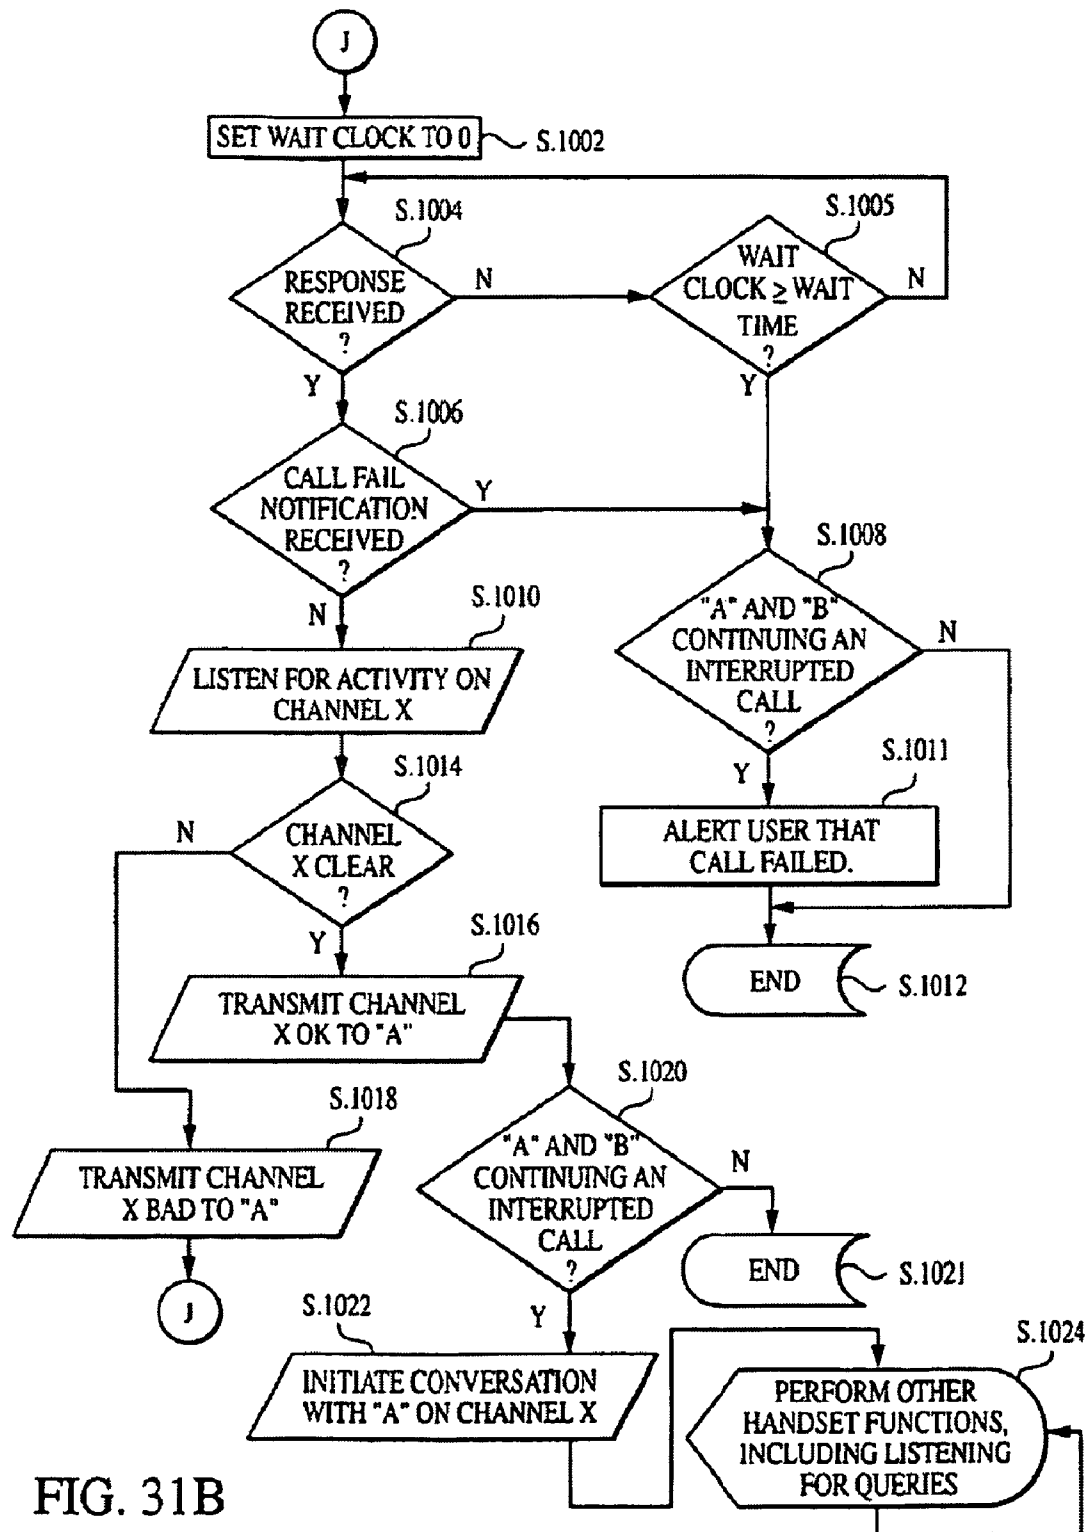 J
SET WAIT CLOCK TO 0
S.1002
S.1004
RESPONSE
RECEIVED
?
N
Y
S.1005
WAIT
CLOCK ≥ WAIT
TIME
?
N
Y
S.1006
CALL FAIL
NOTIFICATION
RECEIVED
?
Y
N
S.1008
"A" AND "B"
CONTINUING AN
INTERRUPTED
CALL
?
N
Y
S.1010
LISTEN FOR ACTIVITY ON
CHANNEL X
S.1011
ALERT USER THAT
CALL FAILED.
S.1014
CHANNEL
X CLEAR
?
N
Y
END
S.1012
S.1016
TRANSMIT CHANNEL
X OK TO "A"
S.1018
TRANSMIT CHANNEL
X BAD TO "A"
J
S.1020
"A" AND "B"
CONTINUING AN
INTERRUPTED
CALL
?
N
Y
END
S.1021
S.1022
INITIATE CONVERSATION
WITH "A" ON CHANNEL X
S.1024
PERFORM OTHER
HANDSET FUNCTIONS,
INCLUDING LISTENING
FOR QUERIES
FIG. 31B